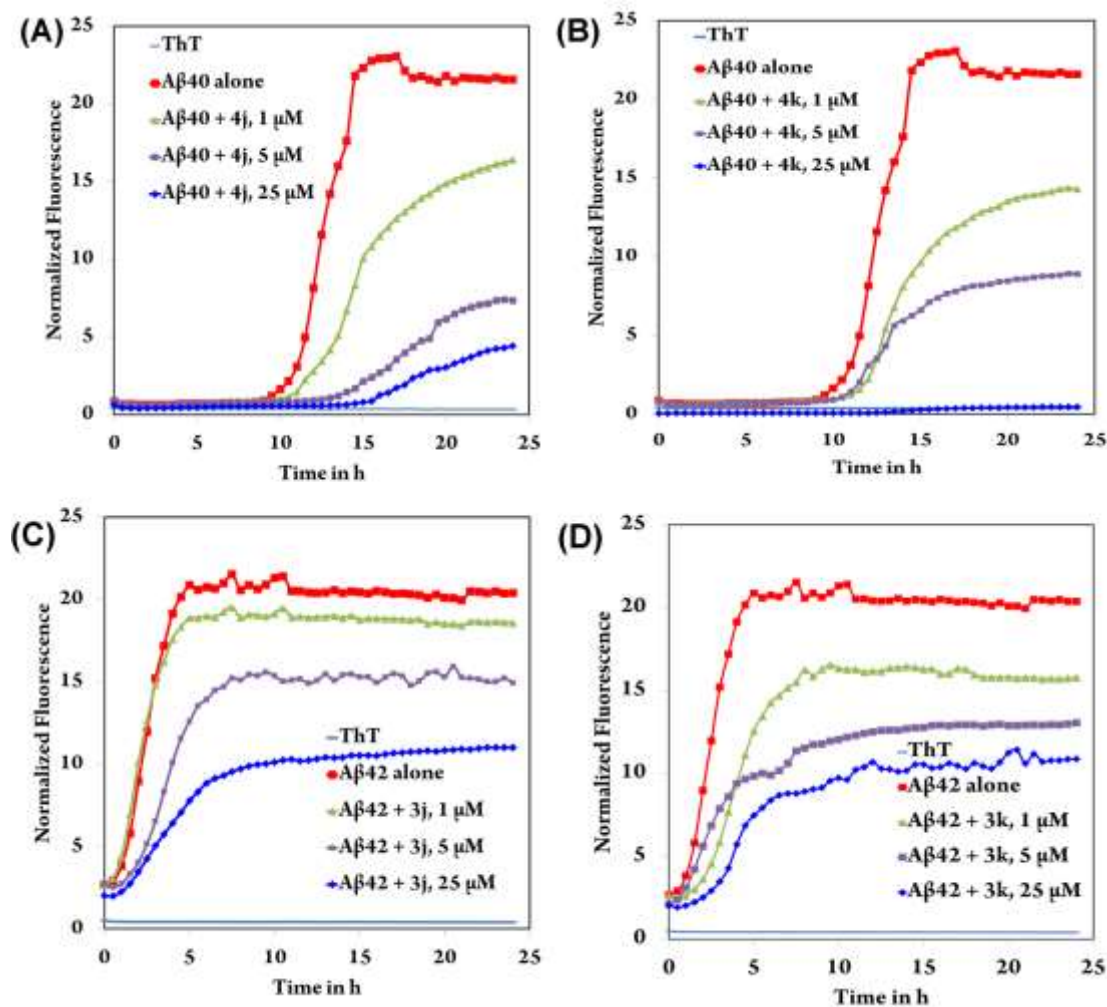 (A)
25
20
15
10
5
0
0 5 10 15 20 25
Normalized Fluorescence
Time in h
ThT
Aβ40 alone
Aβ40 + 4j, 1 μM
Aβ40 + 4j, 5 μM
Aβ40 + 4j, 25 μM
(B)
25
20
15
10
5
0
0 5 10 15 20 25
Normalized Fluorescence
Time in h
ThT
Aβ40 alone
Aβ40 + 4k, 1 μM
Aβ40 + 4k, 5 μM
Aβ40 + 4k, 25 μM
(C)
25
20
15
10
5
0
0 5 10 15 20 25
Normalized Fluorescence
Time in h
ThT
Aβ42 alone
Aβ42 + 3j, 1 μM
Aβ42 + 3j, 5 μM
Aβ42 + 3j, 25 μM
(D)
25
20
15
10
5
0
0 5 10 15 20 25
Normalized Fluorescence
Time in h
ThT
Aβ42 alone
Aβ42 + 3k, 1 μM
Aβ42 + 3k, 5 μM
Aβ42 + 3k, 25 μM